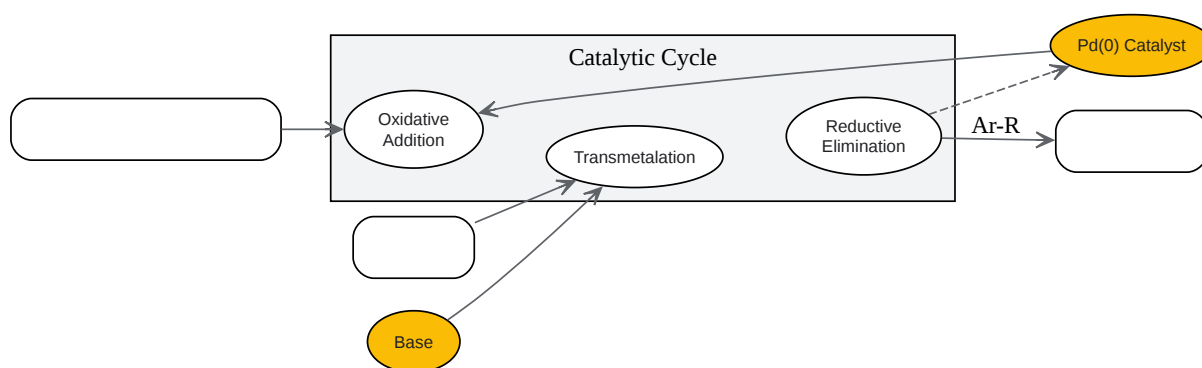 Pd(0) Catalyst
Catalytic Cycle
Oxidative
Addition
Transmetalation
Reductive
Elimination
Ar-R
Base